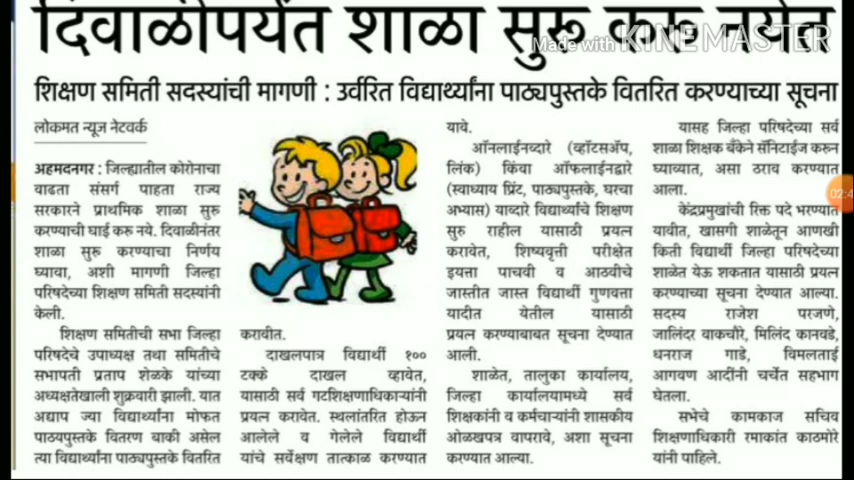 दिवाळीपर्यंत शाळा सुरू करू नयेत
Made with KINEMASTER
शिक्षण समिती सदस्यांची मागणी : उर्वरित विद्यार्थ्यांना पाठ्यपुस्तके वितरित करण्याच्या सूचना
लोकमत न्यूज नेटवर्क
अहमदनगर : जिल्ह्यातील कोरोनाचा
वाढता संसर्ग पाहता राज्य
सरकारने प्राथमिक शाळा सुरू
करण्याची घाई करू नये. दिवाळीनंतर
शाळा सुरू करण्याचा निर्णय
घ्यावा, अशी मागणी जिल्हा
परिषदेच्या शिक्षण समिती सदस्यांनी
केली.
शिक्षण समितीची सभा जिल्हा
परिषदेचे उपाध्यक्ष तथा समितीचे
सभापती प्रताप शेळके यांच्या
अध्यक्षतेखाली शुक्रवारी झाली. यात
अद्याप ज्या विद्यार्थ्यांना मोफत
पाठयपुस्तके वितरण बाकी असेल
त्या विद्यार्थ्यांना पाठ्यपुस्तके वितरित
करावीत.
दाखलपात्र विद्यार्थी १००
टक्के दाखल व्हावेत,
यासाठी सर्व गटशिक्षणाधिकाऱ्यांनी
प्रयत्न करावेत. स्थलांतरित होऊन
आलेले व गेलेले विद्यार्थी
यांचे सर्वेक्षण तात्काळ करण्यात
यावे.
ऑनलाईनव्दारे (व्हॉटसॲप,
लिंक) किंवा ऑफलाईनद्वारे
(स्वाध्याय प्रिंट, पाठ्यपुस्तके, घरचा
अभ्यास) याव्दारे विद्यार्थ्यांचे शिक्षण
सुरु राहील यासाठी प्रयत्न
करावेत, शिष्यवृत्ती परीक्षेत
इयत्ता पाचवी व आठवीचे
जास्तीत जास्त विद्यार्थी गुणवत्ता
यादीत येतील यासाठी
प्रयत्न करण्याबाबत सूचना देण्यात
आली.
शाळेत, तालुका कार्यालय,
जिल्हा कार्यालयामध्ये सर्व
शिक्षकांनी व कर्मचाऱ्यांनी शासकीय
ओळखपत्र वापरावे, अशा सूचना
करण्यात आल्या.
यासह जिल्हा परिषदेच्या सर्व
शाळा शिक्षक बँकेने सॅनिटाईज करून
घ्याव्यात, असा ठराव करण्यात
आला.
केंद्रप्रमुखांची रिक्त पदे भरण्यात
यावीत, खासगी शाळेतून आणखी
किती विद्यार्थी जिल्हा परिषदेच्या
शाळेत येऊ शकतात यासाठी प्रयत्न
करण्याच्या सूचना देण्यात आल्या.
सदस्य राजेश परजणे,
जालिंदर वाकचौरे, मिलिंद कानवडे,
धनराज गाडे, विमलताई
आगवण आदींनी चर्चेत सहभाग
घेतला.
सभेचे कामकाज सचिव
शिक्षणाधिकारी रमाकांत काठमोरे
यांनी पाहिले.